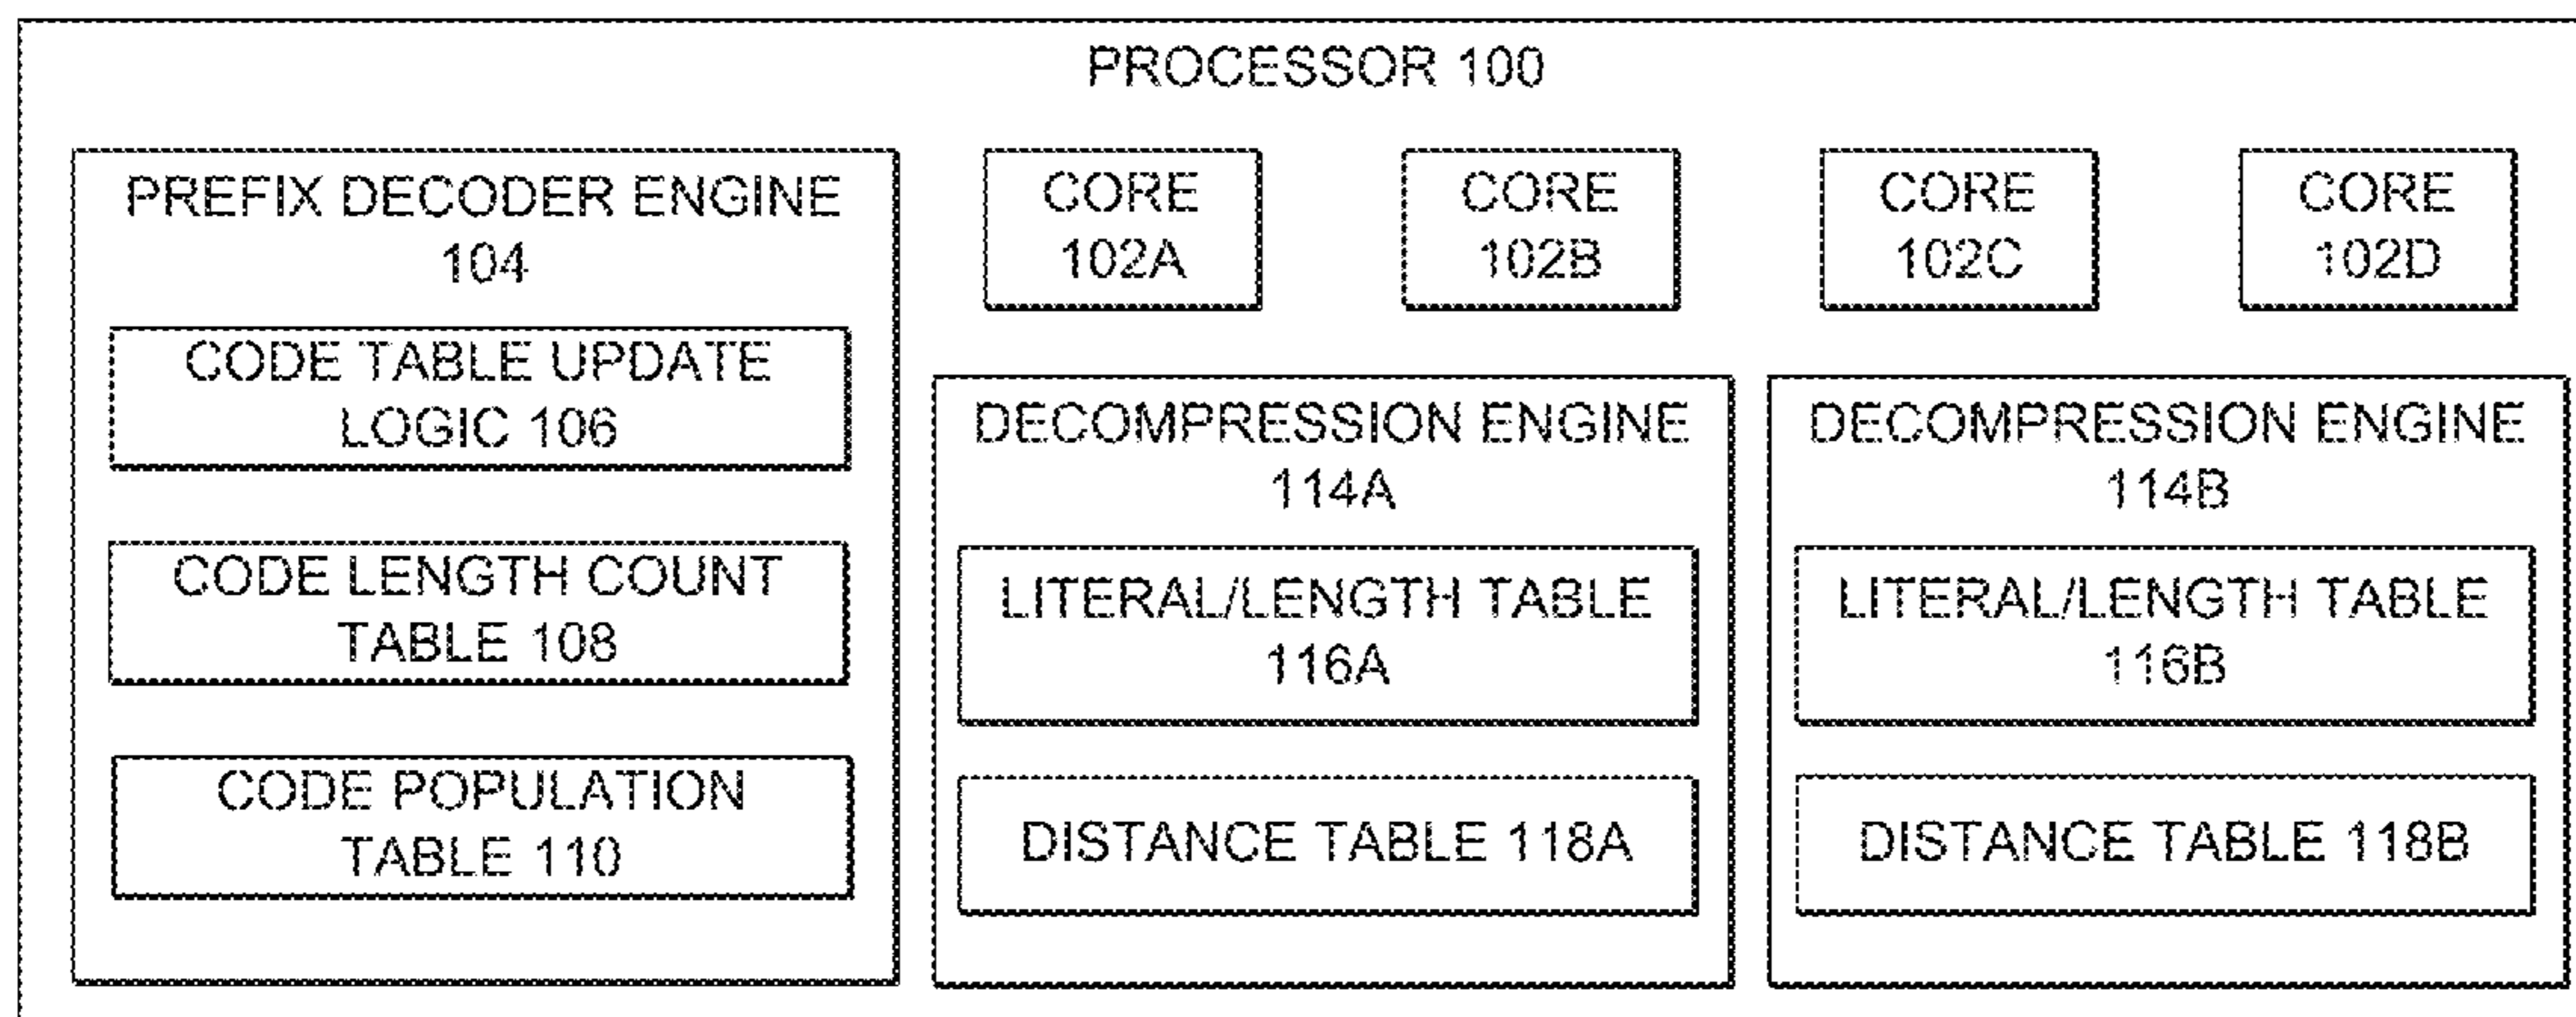 PROCESSOR 100
PREFIX DECODER ENGINE
104
CODE TABLE UPDATE
LOGIC 106
CODE LENGTH COUNT
TABLE 108
CODE POPULATION
TABLE 110
CORE
102A
CORE
102B
CORE
102C
CORE
102D
DECOMPRESSION ENGINE
114A
LITERAL/LENGTH TABLE
116A
DISTANCE TABLE 118A
DECOMPRESSION ENGINE
114B
LITERAL/LENGTH TABLE
116B
DISTANCE TABLE 118B